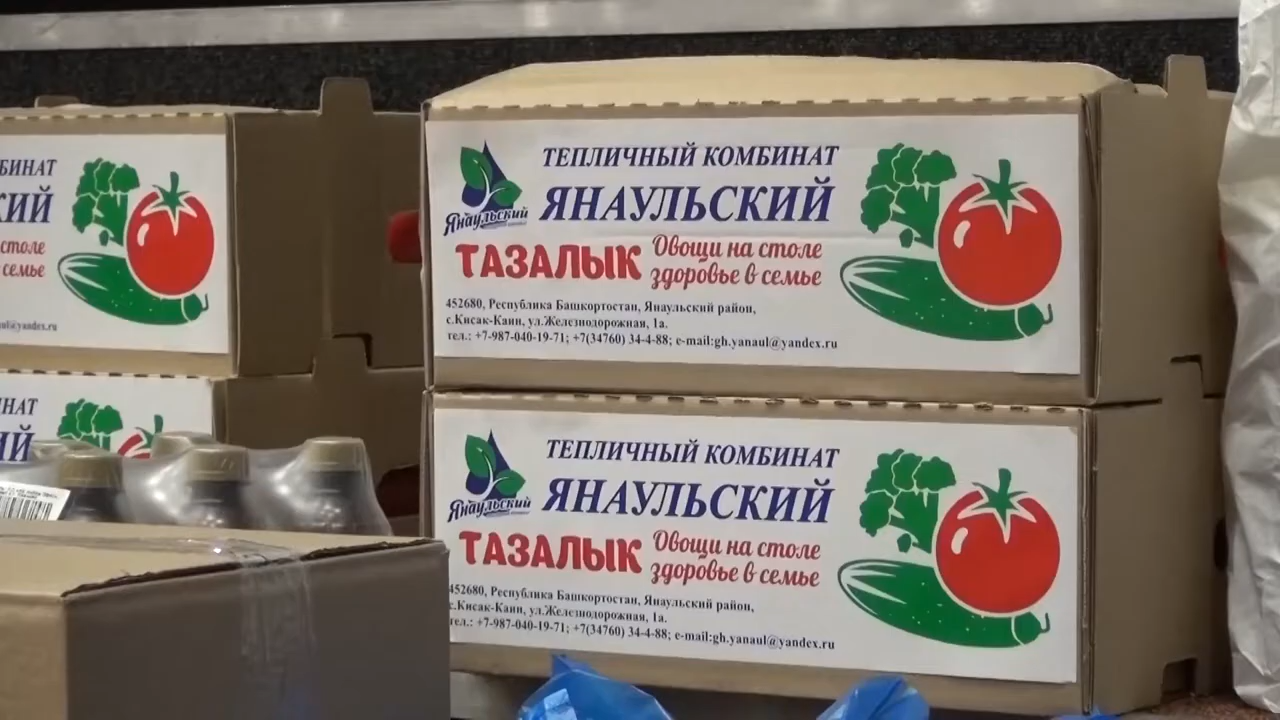 БИНАТ
КИЙ
столе
семье
ul@yandex.ru
ТЕПЛИЧНЫЙ КОМБИНАТ
ЯНАУЛЬСКИЙ
Янаульский
ТАЗАЛЫК
Овощи на столе
здоровье в семье
452680, Республика Башкортостан, Янаульский район,
с.Кисак-Каин, ул.Железнодорожная, 1а.
тел.: +7-987-040-19-71; +7(34760) 34-4-88; e-mail:gh.yanaul@yandex.ru
НАТ
ИЙ
ТЕПЛИЧНЫЙ КОМБИНАТ
ЯНАУЛЬСКИЙ
Янаульский
ТАЗАЛЫК
Овощи на столе
здоровье в семье
452680, Республика Башкортостан, Янаульский район,
с.Кисак-Каин, ул.Железнодорожная, 1а.
тел.: +7-987-040-19-71; +7(34760) 34-4-88; e-mail:gh.yanaul@yandex.ru